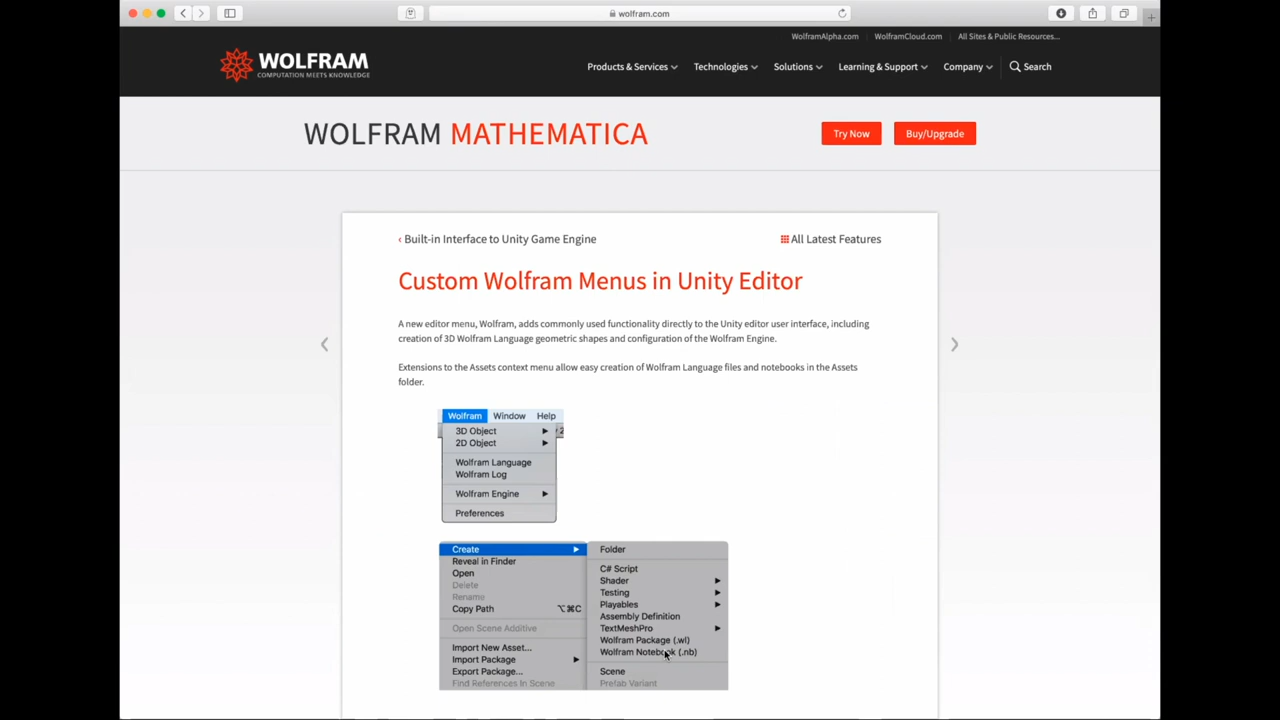 wolfram.com
WolframAlpha.com
WolframCloud.com
All Sites & Public Resources...
WOLFRAM
COMPUTATION MEETS KNOWLEDGE
Products & Services
Technologies
Solutions
Learning & Support
Company
Search
WOLFRAM MATHEMATICA
Try Now
Buy/Upgrade
‹ Built-in Interface to Unity Game Engine
All Latest Features
Custom Wolfram Menus in Unity Editor
A new editor menu, Wolfram, adds commonly used functionality directly to the Unity editor user interface, including
creation of 3D Wolfram Language geometric shapes and configuration of the Wolfram Engine.
Extensions to the Assets context menu allow easy creation of Wolfram Language files and notebooks in the Assets
folder.
Wolfram Window Help
3D Object
2D Object
Wolfram Language
Wolfram Log
Wolfram Engine
Preferences
Create
Reveal in Finder
Open
Delete
Rename
Copy Path ⌥⌘C
Open Scene Additive
Import New Asset...
Import Package
Export Package...
Find References In Scene
Folder
C# Script
Shader
Testing
Playables
Assembly Definition
TextMeshPro
Wolfram Package (.wl)
Wolfram Notebook (.nb)
Scene
Prefab Variant